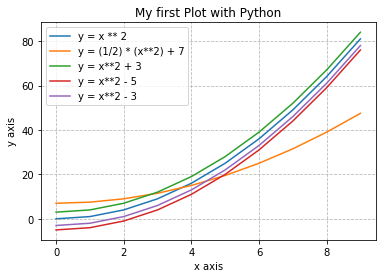 My first Plot with Python
y = x ** 2
y = (1/2) * (x**2) + 7
y = x**2 + 3
y = x**2 - 5
y = x**2 - 3
80
60
40
20
0
y axis
0 2 4 6 8
x axis